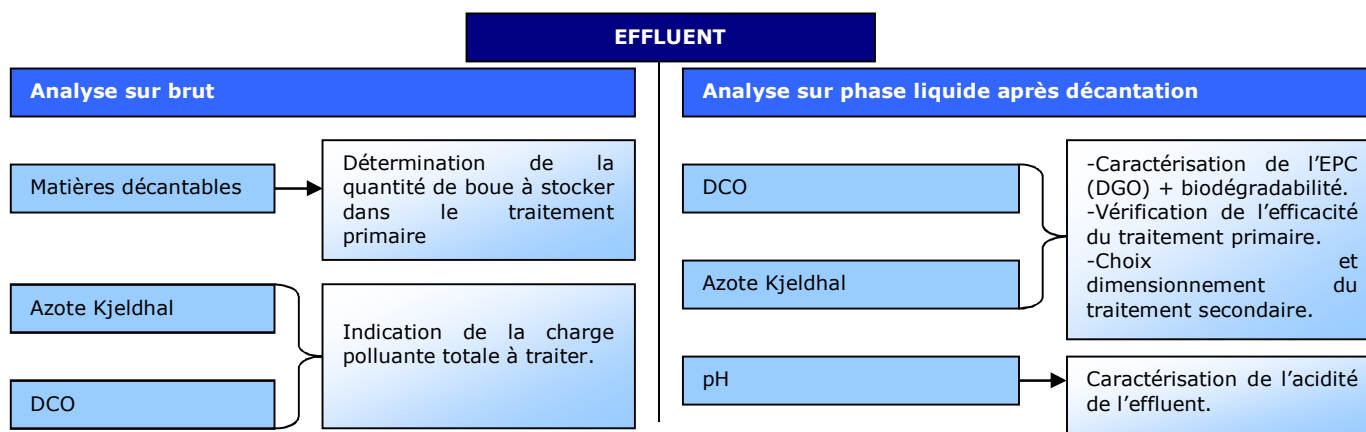 EFFLUENT
Analyse sur brut
Matières décantables
Détermination de la
quantité de boue à stocker
dans le traitement
primaire
Azote Kjeldhal
DCO
Indication de la charge
polluante totale à traiter.
Analyse sur phase liquide après décantation
DCO
Azote Kjeldhal
-Caractérisation de l’EPC
(DGO) + biodégradabilité.
-Vérification de l’efficacité
du traitement primaire.
-Choix et
dimensionnement du
traitement secondaire.
pH
Caractérisation de l’acidité
de l’effluent.